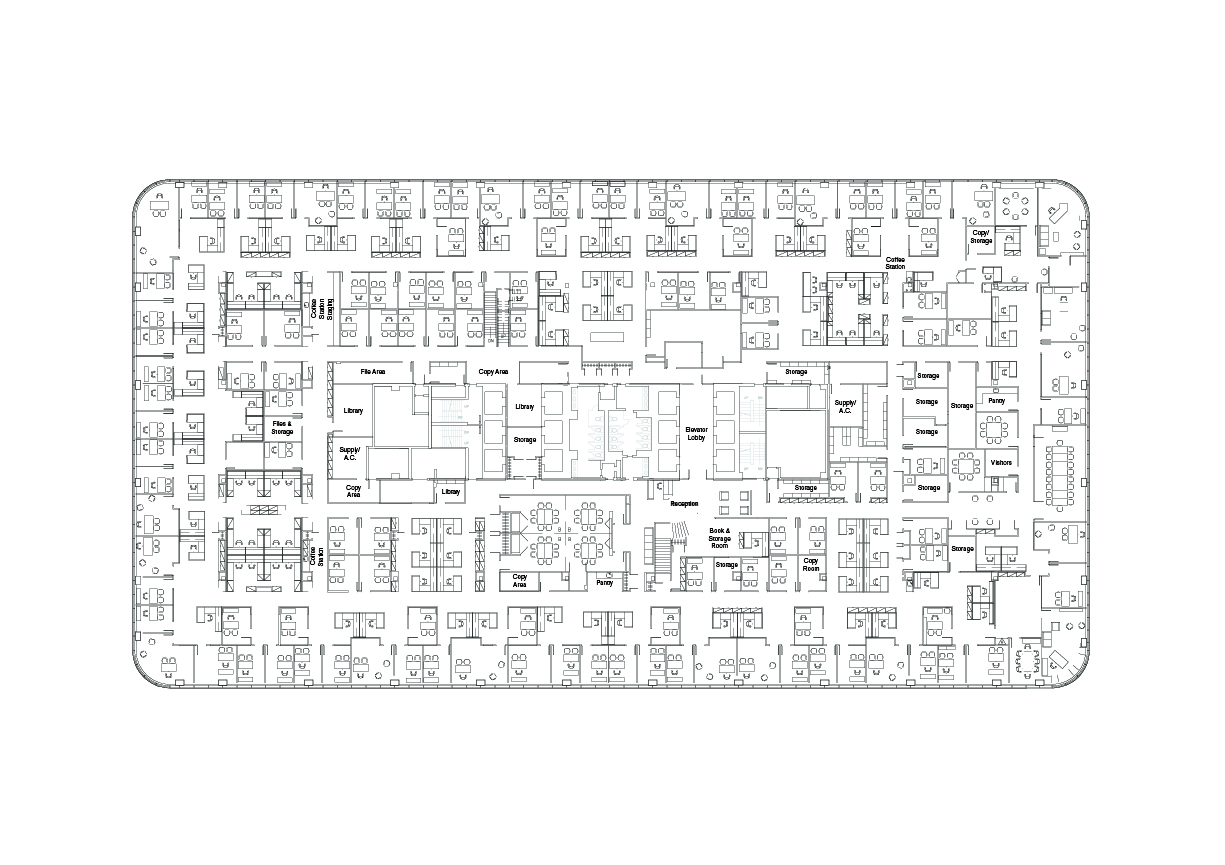 Copy/
Storage
Coffee
Station
Coffee
Station
Staging
File Area
Copy Area
Storage
Storage
Library
Library
Supply/
A.C.
Storage
Storage
Pantry
Files &
Storage
Elevator
Lobby
Storage
Storage
Supply/
A.C.
Visitors
Copy
Area
Library
Storage
Storage
Reception
Book &
Storage
Room
Coffee
Station
Storage
Storage
Copy
Room
Copy
Area
Pantry